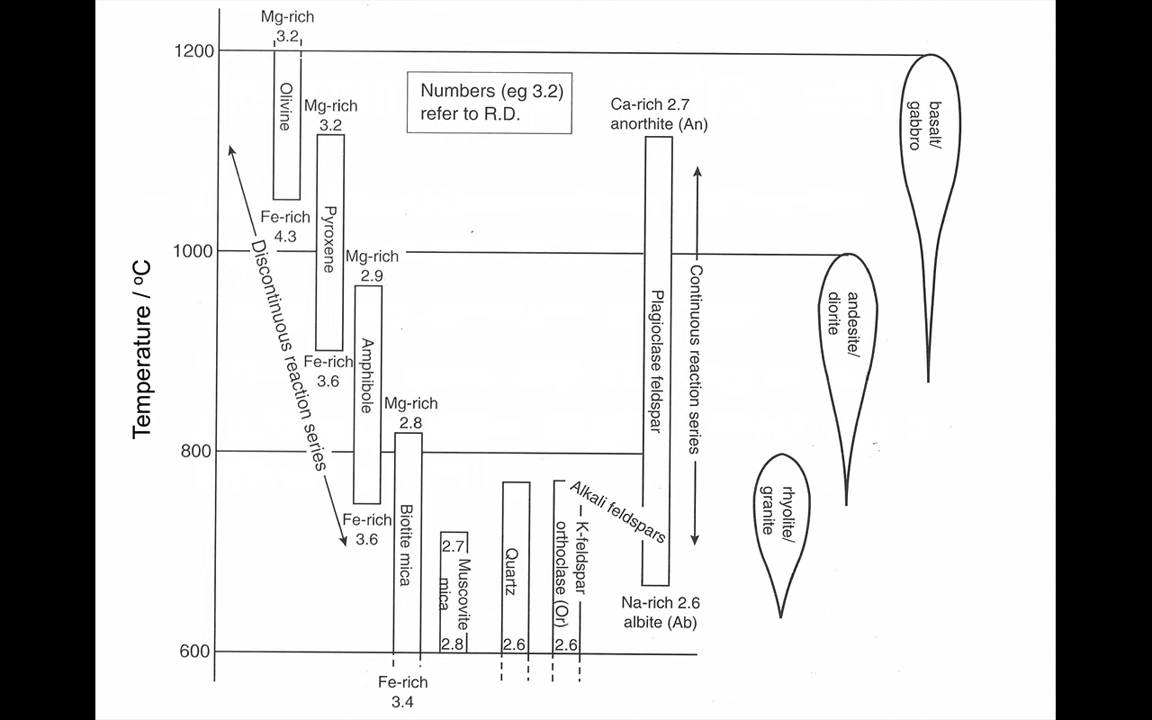 Mg-rich
3.2
1200
Olivine
Mg-rich
3.2
Numbers (eg 3.2)
refer to R.D.
Ca-rich 2.7
anorthite (An)
basalt/
gabbro
Fe-rich
4.3
Pyroxene
1000
Mg-rich
2.9
Discontinuous reaction series
Temperature / ºC
Plagioclase feldspar
Continuous reaction series
andesite/
diorite
Fe-rich
3.6
Amphibole
Mg-rich
2.8
800
Alkali feldspars
rhyolite/
granite
Fe-rich
3.6
Biotite mica
2.7
Muscovite
mica
2.8
Quartz
2.6
K-feldspar
orthoclase (Or)
2.6
Na-rich 2.6
albite (Ab)
600
Fe-rich
3.4